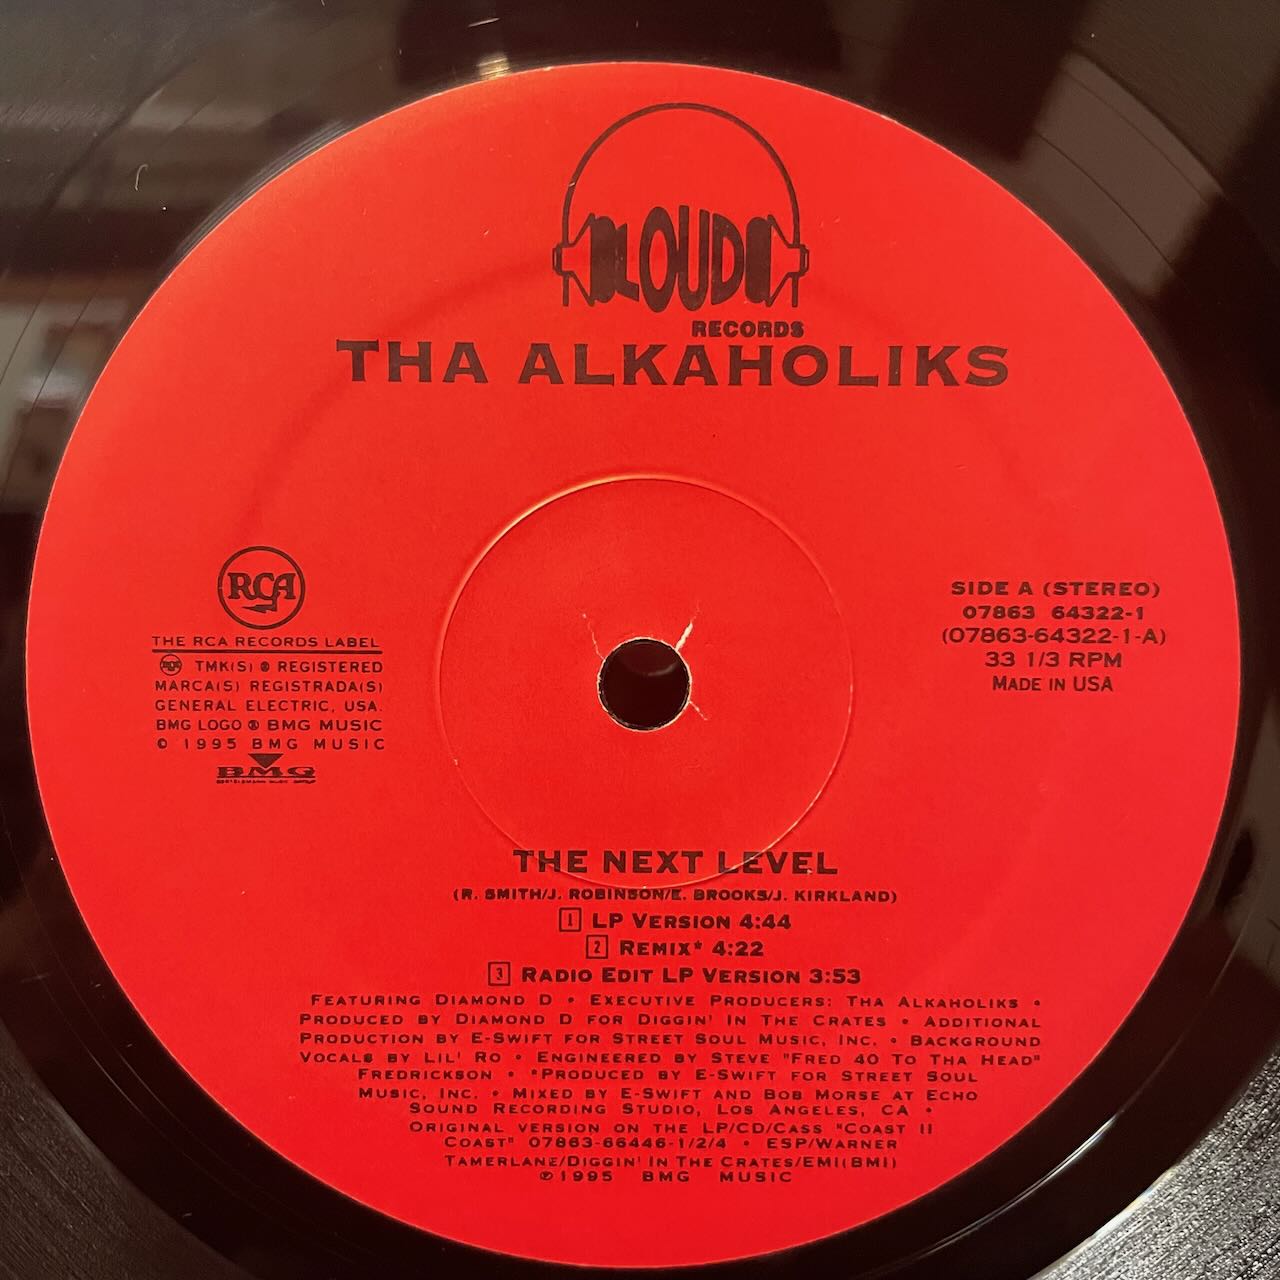 LOUD
RECORDS
THA ALKAHOLIKS
RCA
THE RCA RECORDS LABEL
RCA TMK(S) ® REGISTERED
MARCA(S) REGISTRADA(S)
GENERAL ELECTRIC, USA.
BMG LOGO ® BMG MUSIC
© 1995 BMG MUSIC
BMG
BERTELSMANN MUSIC GROUP
SIDE A (STEREO)
07863 64322-1
(07863-64322-1-A)
33 1/3 RPM
MADE IN USA
THE NEXT LEVEL
(R. SMITH/J. ROBINSON/E. BROOKS/J. KIRKLAND)
1 LP VERSION 4:44
2 REMIX* 4:22
3 RADIO EDIT LP VERSION 3:53
FEATURING DIAMOND D • EXECUTIVE PRODUCERS: THA ALKAHOLIKS •
PRODUCED BY DIAMOND D FOR DIGGIN' IN THE CRATES • ADDITIONAL
PRODUCTION BY E-SWIFT FOR STREET SOUL MUSIC, INC. • BACKGROUND
VOCALS BY LIL' RO • ENGINEERED BY STEVE "FRED 40 TO THA HEAD"
FREDRICKSON • *PRODUCED BY E-SWIFT FOR STREET SOUL
MUSIC, INC. • MIXED BY E-SWIFT AND BOB MORSE AT ECHO
SOUND RECORDING STUDIO, LOS ANGELES, CA •
ORIGINAL VERSION ON THE LP/CD/CASS "COAST II
COAST" 07863-66446-1/2/4 • ESP/WARNER
TAMERLANE/DIGGIN' IN THE CRATES/EMI(BMI)
℗1995 BMG MUSIC